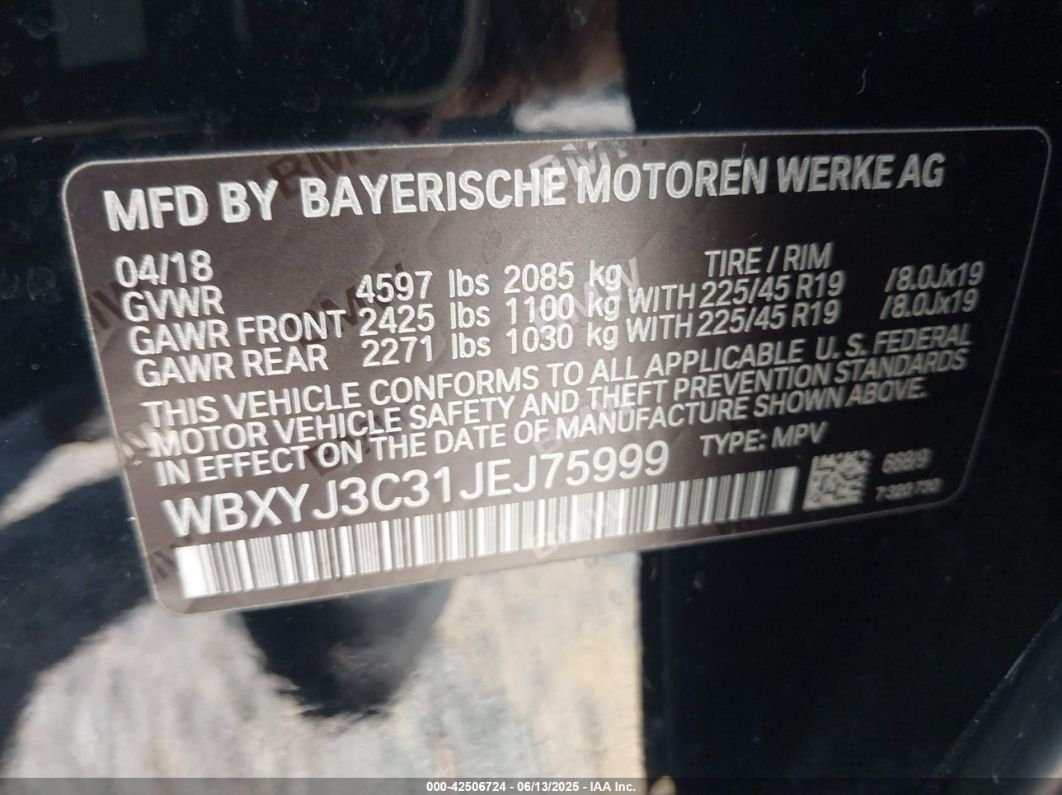 MFD BY BAYERISCHE MOTOREN WERKE AG
04/18 TIRE / RIM
GVWR 4597 lbs 2085 kg
GAWR FRONT 2425 lbs 1100 kg WITH 225/45 R19 /8.0Jx19
GAWR REAR 2271 lbs 1030 kg WITH 225/45 R19 /8.0Jx19
THIS VEHICLE CONFORMS TO ALL APPLICABLE U. S. FEDERAL
MOTOR VEHICLE SAFETY AND THEFT PREVENTION STANDARDS
IN EFFECT ON THE DATE OF MANUFACTURE SHOWN ABOVE.
WBXYJ3C31JEJ75999 TYPE: MPV
000-42506724 - 06/13/2025 - IAA Inc.